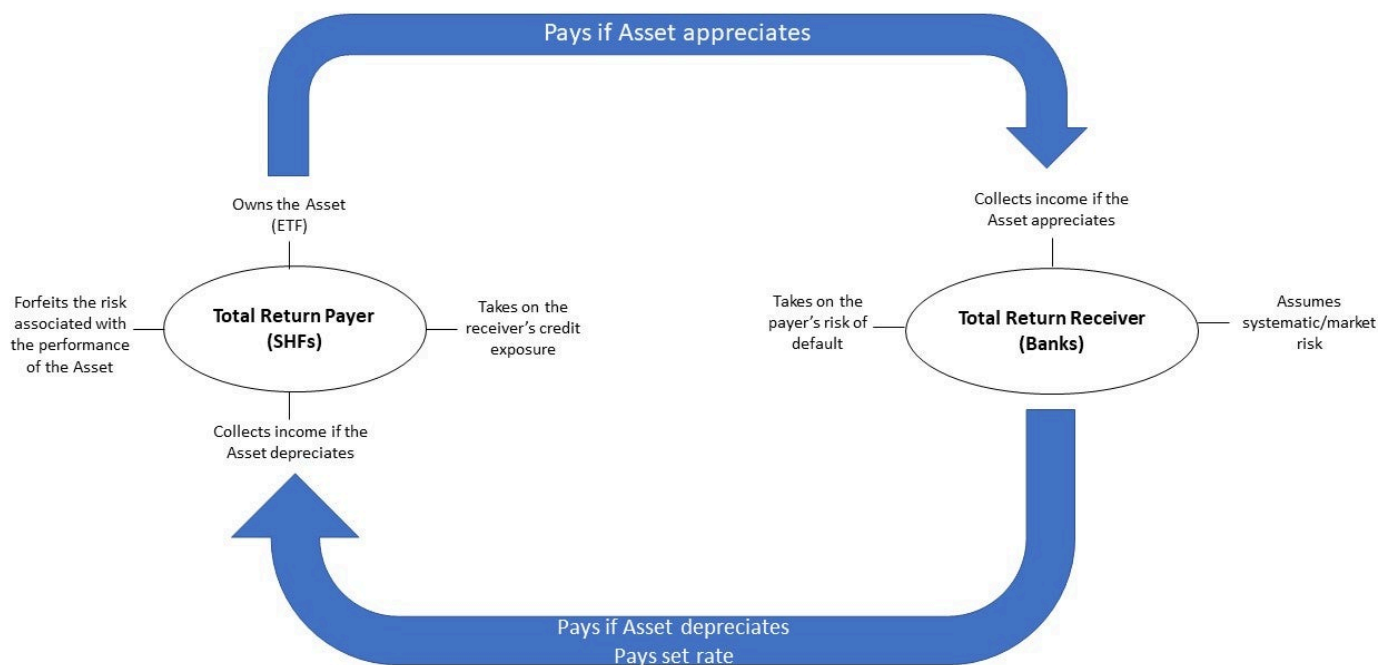 Pays if Asset appreciates
Owns the Asset
(ETF)
Collects income if the
Asset appreciates
Forfeits the risk
associated with
the performance
of the Asset
Total Return Payer
(SHFs)
Takes on
the receiver's credit
exposure
Takes on the
payer's risk of
default
Total Return Receiver
(Banks)
Assumes
systematic/market
risk
Collects income if the
Asset depreciates
Pays if Asset depreciates
Pays set rate